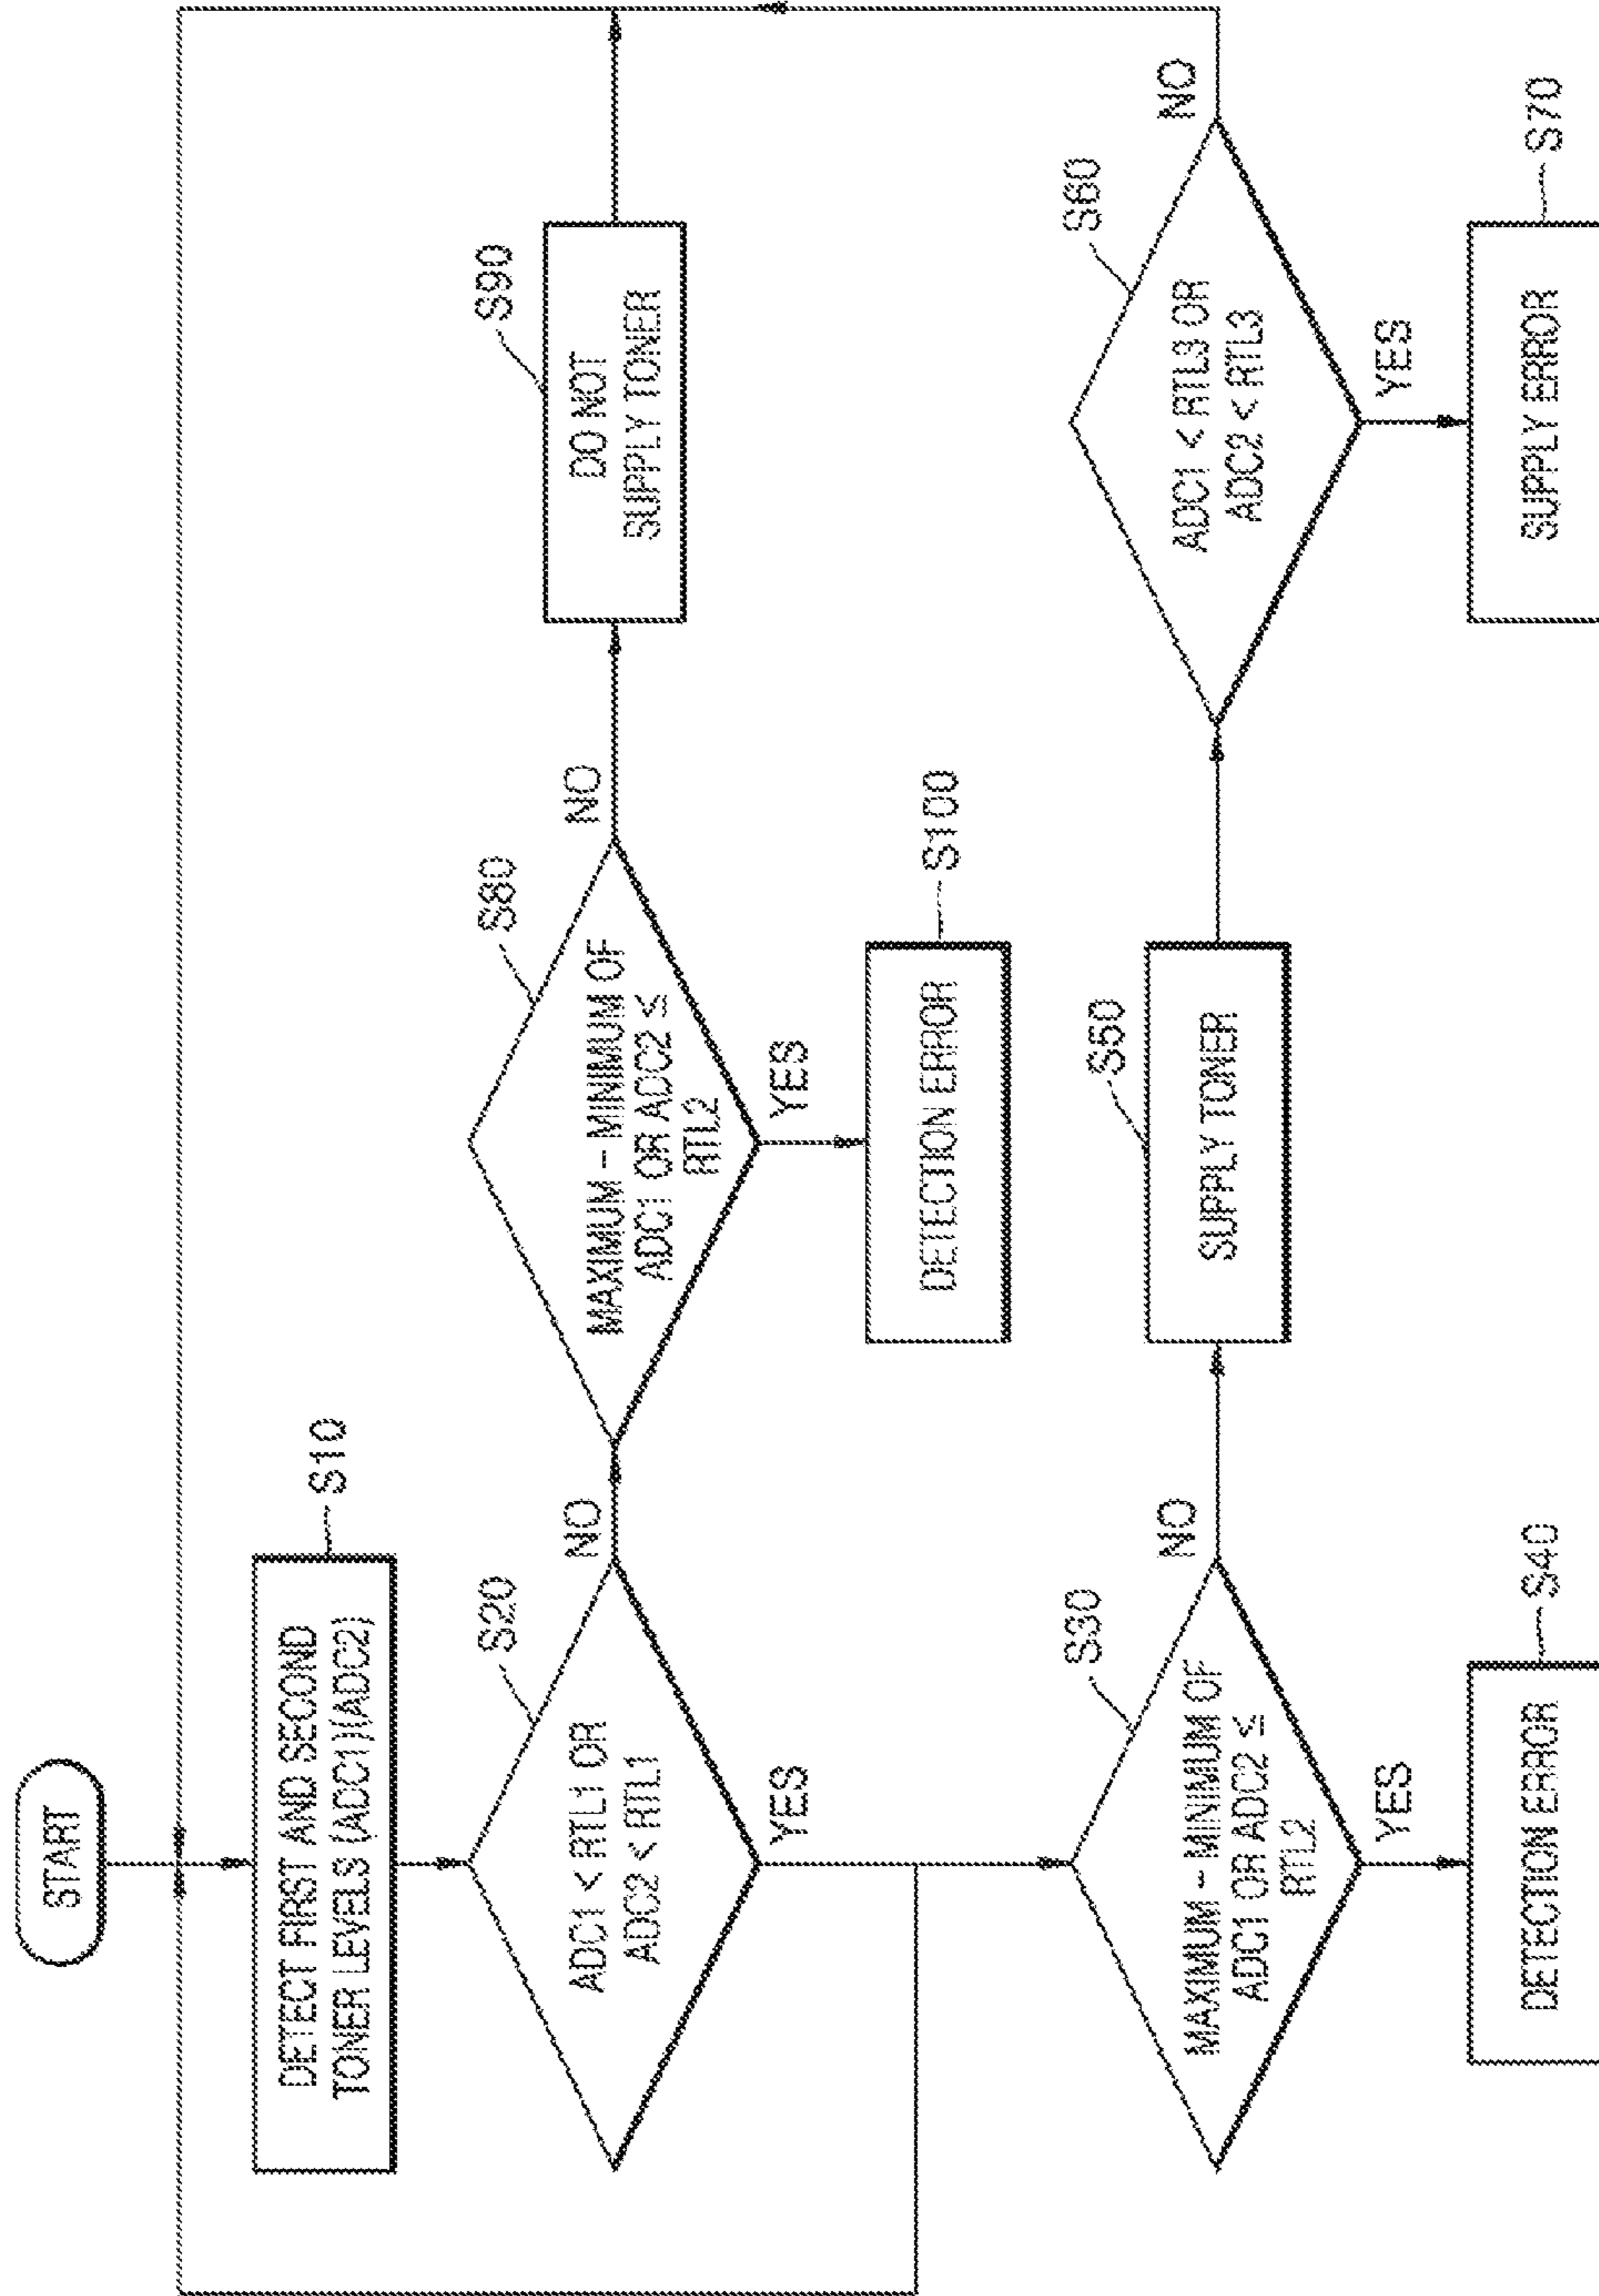 START
DETECT FIRST AND SECOND
TONER LEVELS (ADC1)(ADC2)
S10
ADC1 < RTL1 OR
ADC2 < RTL1
S20
NO
YES
MAXIMUM - MINIMUM OF
ADC1 OR ADC2 ≤
RTL2
S80
NO
YES
DO NOT
SUPPLY TONER
S90
DETECTION ERROR
S100
MAXIMUM - MINIMUM OF
ADC1 OR ADC2 ≤
RTL2
S30
NO
YES
DETECTION ERROR
S40
SUPPLY TONER
S50
ADC1 < RTL3 OR
ADC2 < RTL3
S60
NO
YES
SUPPLY ERROR
S70